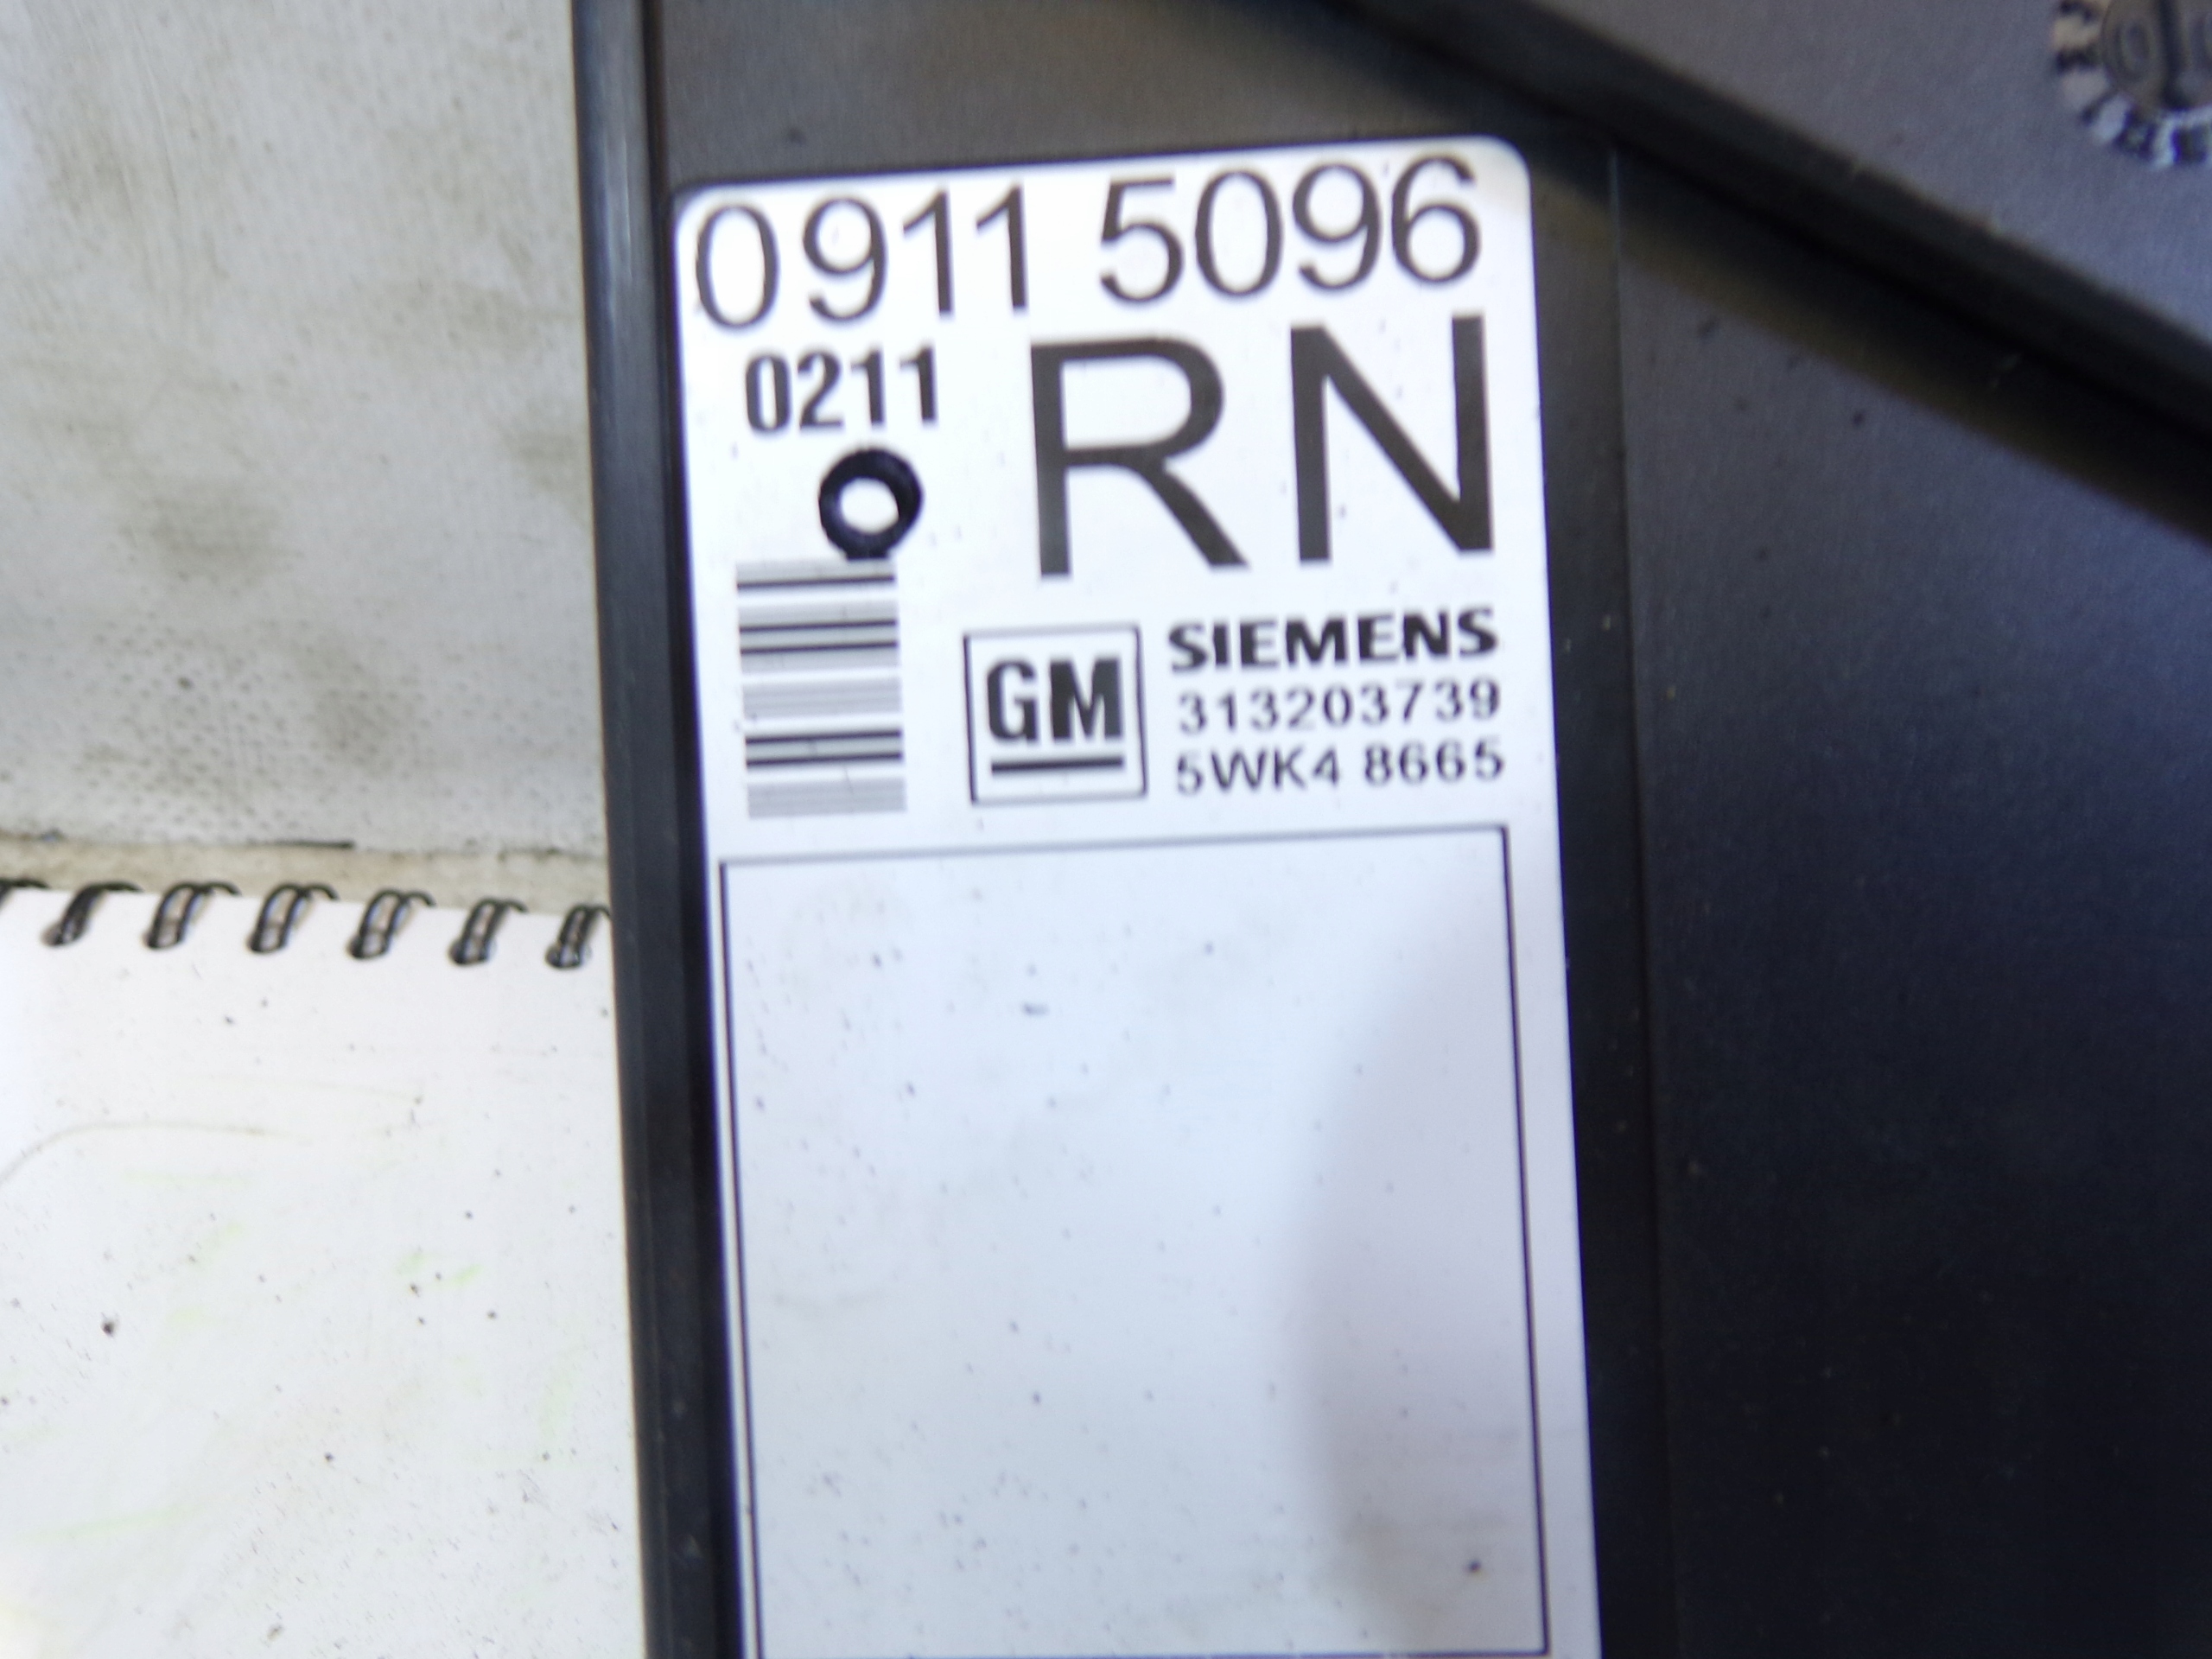 0911 5096
0211
RN
GM
SIEMENS
313203739
5WK4 8665